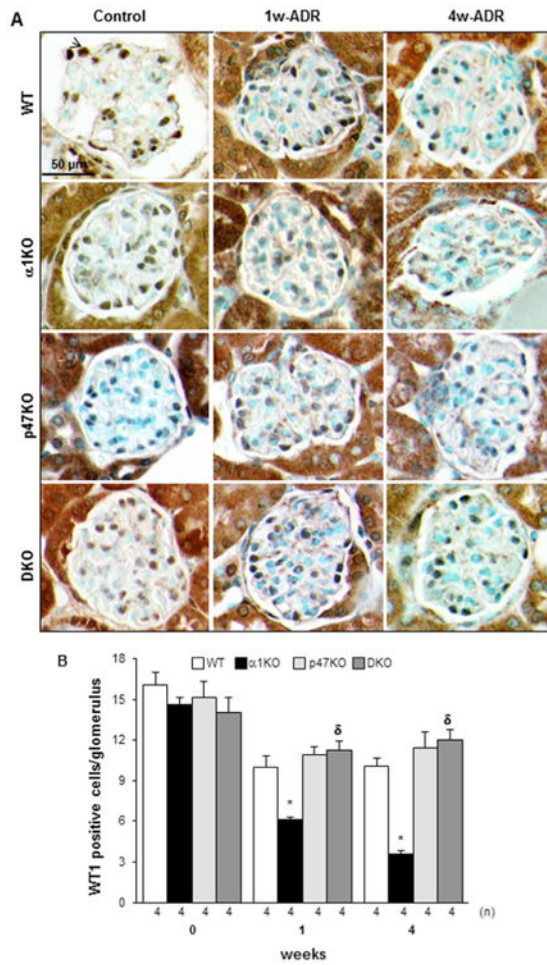 Control 1w-ADR 4w-ADR
A
WT
50 µm
α1KO
p47KO
DKO
B
WT α1KO p47KO DKO
WT1 positive cells/glomerulus
18
15
12
9
6
3
0
* δ * δ
4 4 4 4 4 4 4 4 4 4 4 4 (n)
0 1 4
weeks